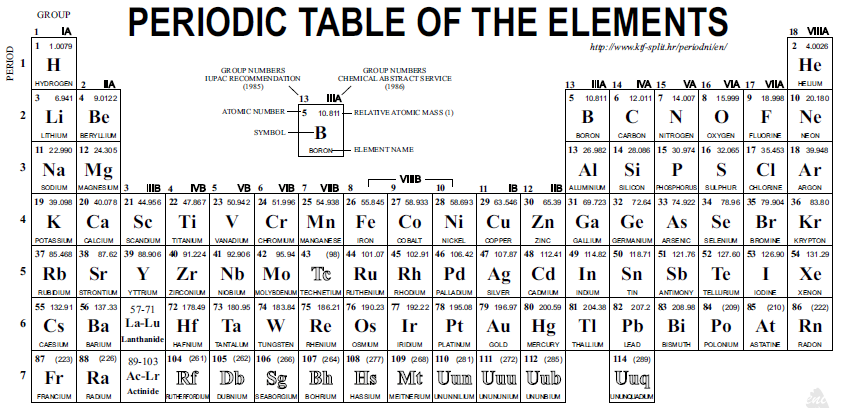 PERIODIC TABLE OF THE ELEMENTS
GROUP
PERIOD
http://www.ktf-split.hr/periodni/en/
1 IA
18 VIIIA
1
1 1.0079
H
HYDROGEN
2 4.0026
He
HELIUM
2 IIA
13 IIIA 14 IVA 15 VA 16 VIA 17 VIIA
GROUP NUMBERS
IUPAC RECOMMENDATION
(1985)
GROUP NUMBERS
CHEMICAL ABSTRACT SERVICE
(1986)
13 IIIA
ATOMIC NUMBER
5 10.811
RELATIVE ATOMIC MASS (1)
SYMBOL
B
BORON
ELEMENT NAME
2
3 6.941 4 9.0122 5 10.811 6 12.011 7 14.007 8 15.999 9 18.998 10 20.180
Li Be B C N O F Ne
LITHIUM BERYLLIUM BORON CARBON NITROGEN OXYGEN FLUORINE NEON
3
11 22.990 12 24.305 13 26.982 14 28.086 15 30.974 16 32.065 17 35.453 18 39.948
Na Mg Al Si P S Cl Ar
SODIUM MAGNESIUM ALUMINIUM SILICON PHOSPHORUS SULPHUR CHLORINE ARGON
3 IIIB 4 IVB 5 VB 6 VIB 7 VIIB 8 VIIIB 9 10 11 IB 12 IIB
4
19 39.098 20 40.078 21 44.956 22 47.867 23 50.942 24 51.996 25 54.938 26 55.845 27 58.933 28 58.693 29 63.546 30 65.39 31 69.723 32 72.64 33 74.922 34 78.96 35 79.904 36 83.80
K Ca Sc Ti V Cr Mn Fe Co Ni Cu Zn Ga Ge As Se Br Kr
POTASSIUM CALCIUM SCANDIUM TITANIUM VANADIUM CHROMIUM MANGANESE IRON COBALT NICKEL COPPER ZINC GALLIUM GERMANIUM ARSENIC SELENIUM BROMINE KRYPTON
5
37 85.468 38 87.62 39 88.906 40 91.224 41 92.906 42 95.94 43 (98) 44 101.07 45 102.91 46 106.42 47 107.87 48 112.41 49 114.82 50 118.71 51 121.76 52 127.60 53 126.90 54 131.29
Rb Sr Y Zr Nb Mo Tc Ru Rh Pd Ag Cd In Sn Sb Te I Xe
RUBIDIUM STRONTIUM YTTRIUM ZIRCONIUM NIOBIUM MOLYBDENUM TECHNETIUM RUTHENIUM RHODIUM PALLADIUM SILVER CADMIUM INDIUM TIN ANTIMONY TELLURIUM IODINE XENON
6
55 132.91 56 137.33 57-71 72 178.49 73 180.95 74 183.84 75 186.21 76 190.23 77 192.22 78 195.08 79 196.97 80 200.59 81 204.38 82 207.2 83 208.98 84 (209) 85 (210) 86 (222)
Cs Ba La-Lu Hf Ta W Re Os Ir Pt Au Hg Tl Pb Bi Po At Rn
CAESIUM BARIUM Lanthanide HAFNIUM TANTALUM TUNGSTEN RHENIUM OSMIUM IRIDIUM PLATINUM GOLD MERCURY THALLIUM LEAD BISMUTH POLONIUM ASTATINE RADON
7
87 (223) 88 (226) 89-103 104 (261) 105 (262) 106 (266) 107 (264) 108 (277) 109 (268) 110 (281) 111 (272) 112 (285) 114 (289)
Fr Ra Ac-Lr Rf Db Sg Bh Hs Mt Uun Uuu Uub Uuq
FRANCIUM RADIUM Actinide RUTHERFORDIUM DUBNIUM SEABORGIUM BOHRIUM HASSIUM MEITNERIUM UNUNNILIUM UNUNUNIUM UNUNBIUM UNUNQUADIUM